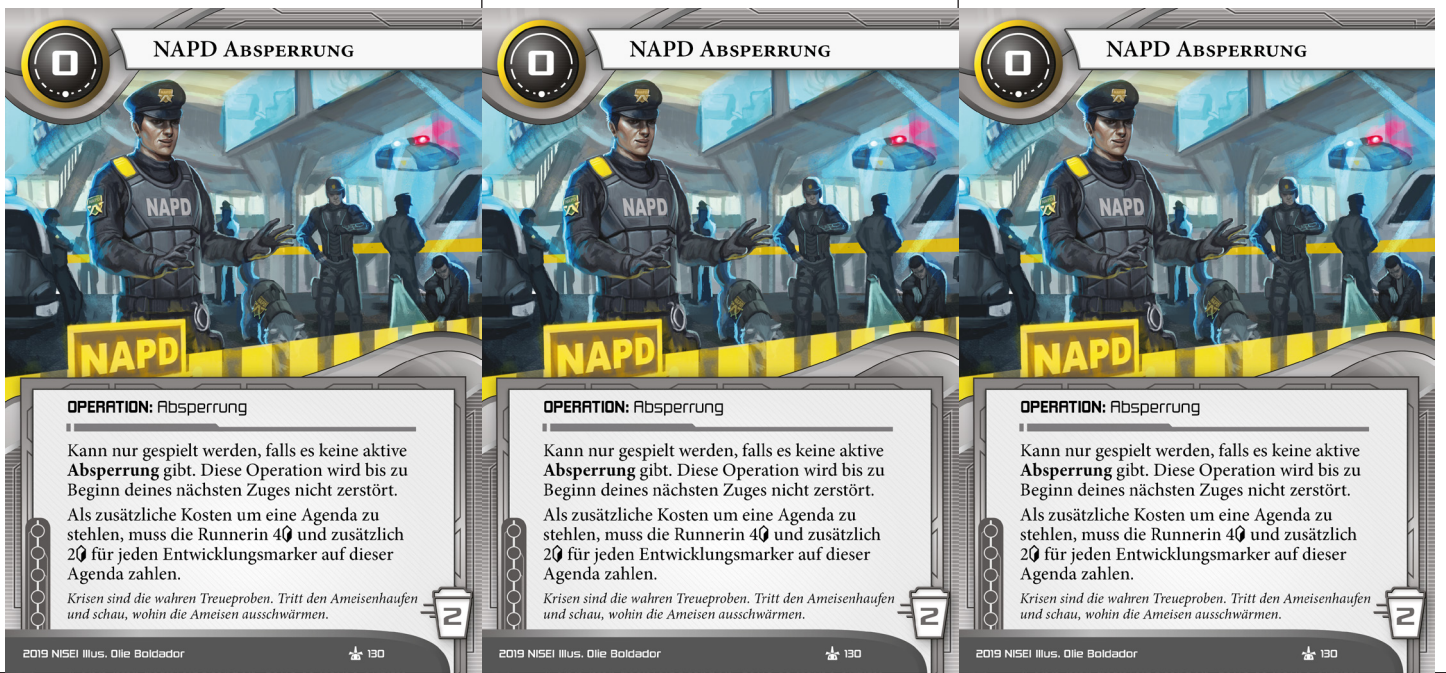 0
NAPD Absperrung
NAPD
NAPD
OPERATION: Absperrung
Kann nur gespielt werden, falls es keine aktive
Absperrung gibt. Diese Operation wird bis zu
Beginn deines nächsten Zuges nicht zerstört.
Als zusätzliche Kosten um eine Agenda zu
stehlen, muss die Runnerin 4 und zusätzlich
2 für jeden Entwicklungsmarker auf dieser
Agenda zahlen.
Krisen sind die wahren Treueproben. Tritt den Ameisenhaufen
und schau, wohin die Ameisen ausschwärmen.
2
2019 NISEI Illus. Olie Boldador
130
0
NAPD Absperrung
NAPD
NAPD
OPERATION: Absperrung
Kann nur gespielt werden, falls es keine aktive
Absperrung gibt. Diese Operation wird bis zu
Beginn deines nächsten Zuges nicht zerstört.
Als zusätzliche Kosten um eine Agenda zu
stehlen, muss die Runnerin 4 und zusätzlich
2 für jeden Entwicklungsmarker auf dieser
Agenda zahlen.
Krisen sind die wahren Treueproben. Tritt den Ameisenhaufen
und schau, wohin die Ameisen ausschwärmen.
2
2019 NISEI Illus. Olie Boldador
130
0
NAPD Absperrung
NAPD
NAPD
OPERATION: Absperrung
Kann nur gespielt werden, falls es keine aktive
Absperrung gibt. Diese Operation wird bis zu
Beginn deines nächsten Zuges nicht zerstört.
Als zusätzliche Kosten um eine Agenda zu
stehlen, muss die Runnerin 4 und zusätzlich
2 für jeden Entwicklungsmarker auf dieser
Agenda zahlen.
Krisen sind die wahren Treueproben. Tritt den Ameisenhaufen
und schau, wohin die Ameisen ausschwärmen.
2
2019 NISEI Illus. Olie Boldador
130